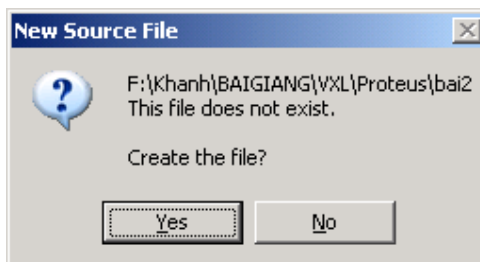 New Source File
F:\Khanh\BAIGIANG\VXL\Proteus\bai2
This file does not exist.
Create the file?
Yes
No